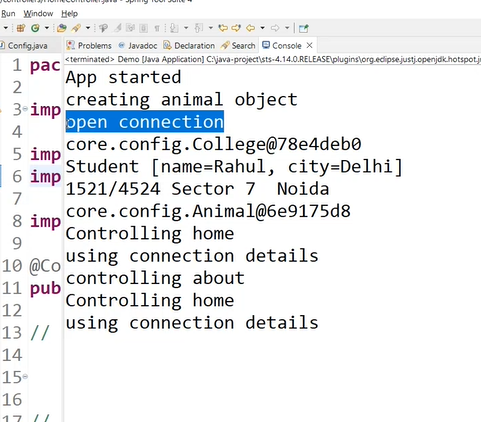 Controllers/HomeController.java - Spring Tool Suite 4
Run Window Help
Config.java
Problems Javadoc Declaration Search Console
<terminated> Demo [Java Application] C:\java-project\sts-4.14.0.RELEASE\plugins\org.eclipse.justj.openjdk.hotspot.j
1 pac
2
3 imp
4
5 imp
6 imp
7
8 imp
9
10 @Co
11 pub
12
13 //
14
15
16
17 //
App started
creating animal object
open connection
core.config.College@78e4deb0
Student [name=Rahul, city=Delhi]
1521/4524 Sector 7 Noida
core.config.Animal@6e9175d8
Controlling home
using connection details
controlling about
Controlling home
using connection details